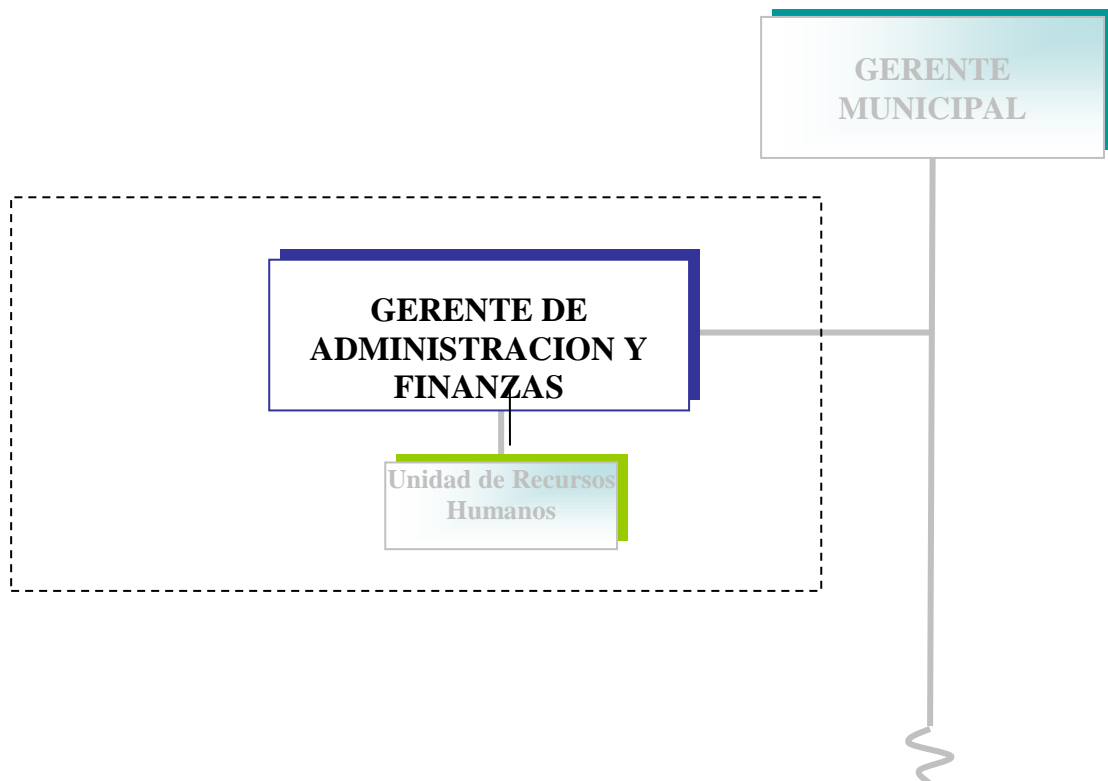 GERENTE
MUNICIPAL
GERENTE DE
ADMINISTRACION Y
FINANZAS
Unidad de Recursos
Humanos